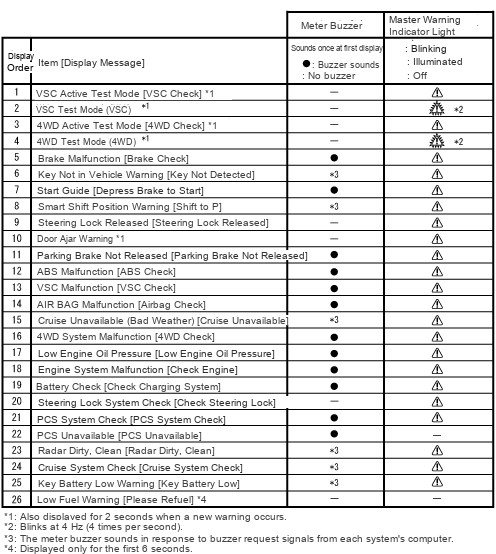 Meter Buzzer
Master Warning Indicator Light
Display Order
Item [Display Message]
Sounds once at first display
● : Buzzer sounds
: No buzzer
: Blinking
: Illuminated
: Off
1 VSC Active Test Mode [VSC Check] *1 —
2 VSC Test Mode (VSC) *1 — *2
3 4WD Active Test Mode [4WD Check] *1 —
4 4WD Test Mode (4WD) *1 — *2
5 Brake Malfunction [Brake Check] ●
6 Key Not in Vehicle Warning [Key Not Detected] *3
7 Start Guide [Depress Brake to Start] ●
8 Smart Shift Position Warning [Shift to P] *3
9 Steering Lock Released [Steering Lock Released] —
10 Door Ajar Warning *1 —
11 Parking Brake Not Released [Parking Brake Not Released] ●
12 ABS Malfunction [ABS Check] ●
13 VSC Malfunction [VSC Check] ●
14 AIR BAG Malfunction [Airbag Check] ●
15 Cruise Unavailable (Bad Weather) [Cruise Unavailable] *3
16 4WD System Malfunction [4WD Check] ●
17 Low Engine Oil Pressure [Low Engine Oil Pressure] ●
18 Engine System Malfunction [Check Engine] ●
19 Battery Check [Check Charging System] ●
20 Steering Lock System Check [Check Steering Lock] —
21 PCS System Check [PCS System Check] ●
22 PCS Unavailable [PCS Unavailable] ● —
23 Radar Dirty, Clean [Radar Dirty, Clean] *3
24 Cruise System Check [Cruise System Check] *3
25 Key Battery Low Warning [Key Battery Low] *3
26 Low Fuel Warning [Please Refuel] *4 — —
*1: Also displayed for 2 seconds when a new warning occurs.
*2: Blinks at 4 Hz (4 times per second).
*3: The meter buzzer sounds in response to buzzer request signals from each system's computer.
*4: Displayed only for the first 6 seconds.